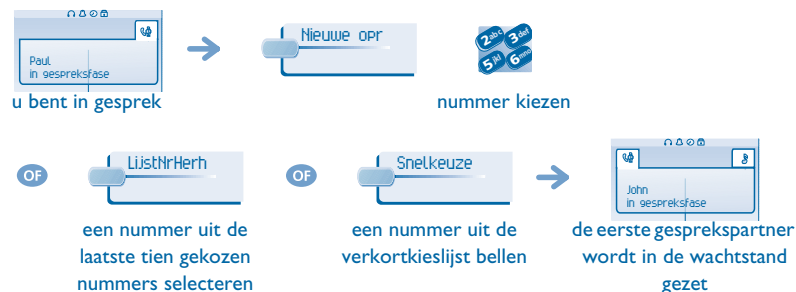 Paul
in gespreksfase
Nieuwe opr
2abc 3def
5jkl 6mno
u bent in gesprek
nummer kiezen
OF
LijstNrHerh
OF
Snelkeuze
John
in gespreksfase
een nummer uit de
laatste tien gekozen
nummers selecteren
een nummer uit de
verkortkieslijst bellen
de eerste gesprekspartner
wordt in de wachtstand
gezet